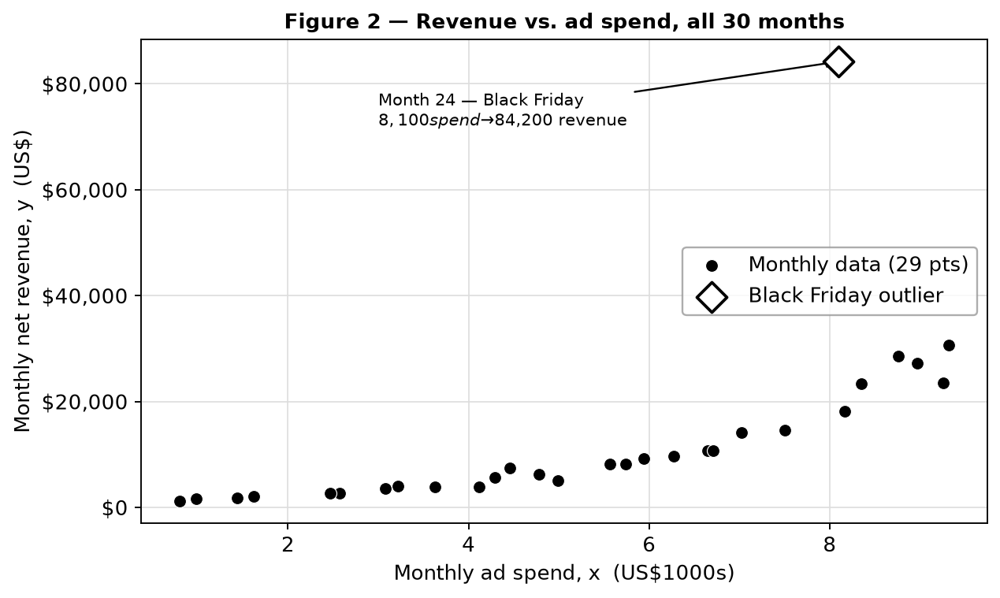 Figure 2 — Revenue vs. ad spend, all 30 months
Monthly net revenue, y (US$)
$80,000
$60,000
$40,000
$20,000
$0
Month 24 — Black Friday
8,100spend→84,200 revenue
Monthly data (29 pts)
Black Friday outlier
2 4 6 8
Monthly ad spend, x (US$1000s)